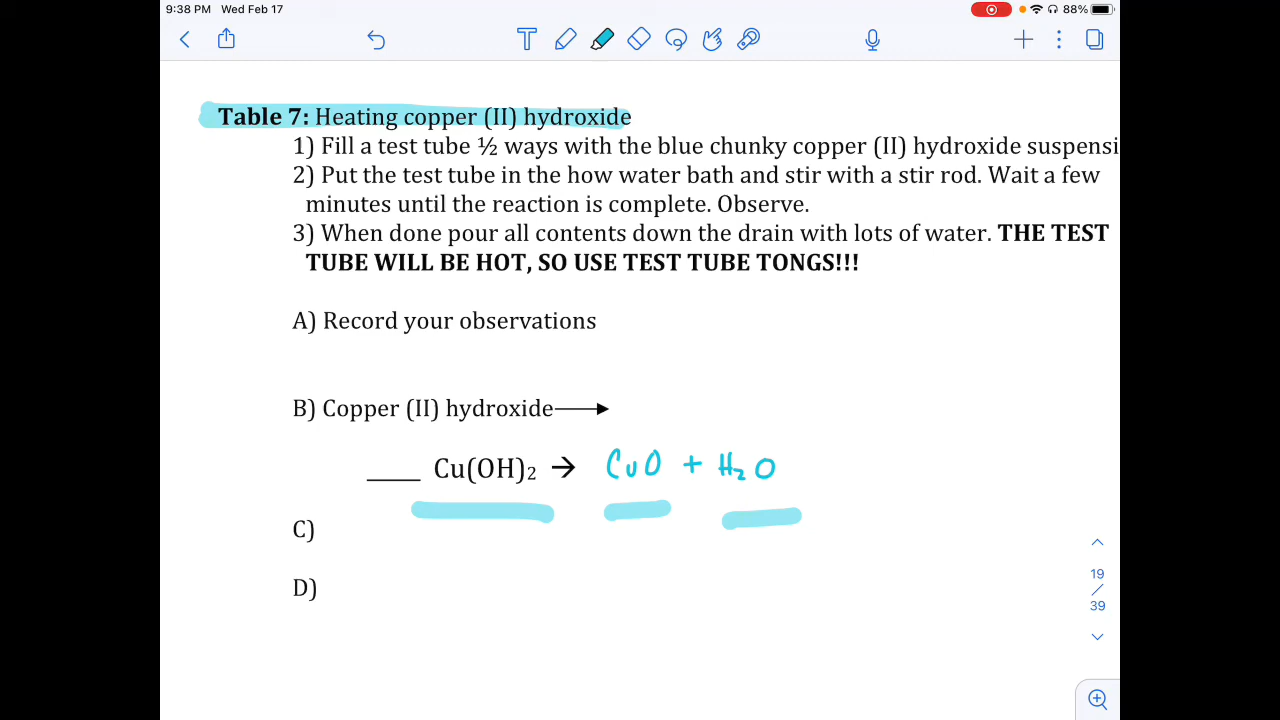 9:38 PM Wed Feb 17 88%
Table 7: Heating copper (II) hydroxide
1) Fill a test tube ½ ways with the blue chunky copper (II) hydroxide suspensi
2) Put the test tube in the how water bath and stir with a stir rod. Wait a few
minutes until the reaction is complete. Observe.
3) When done pour all contents down the drain with lots of water. THE TEST
TUBE WILL BE HOT, SO USE TEST TUBE TONGS!!!
A) Record your observations
B) Copper (II) hydroxide→
____ Cu(OH)₂ → CuO + H₂O
C)
D)
19
/
39